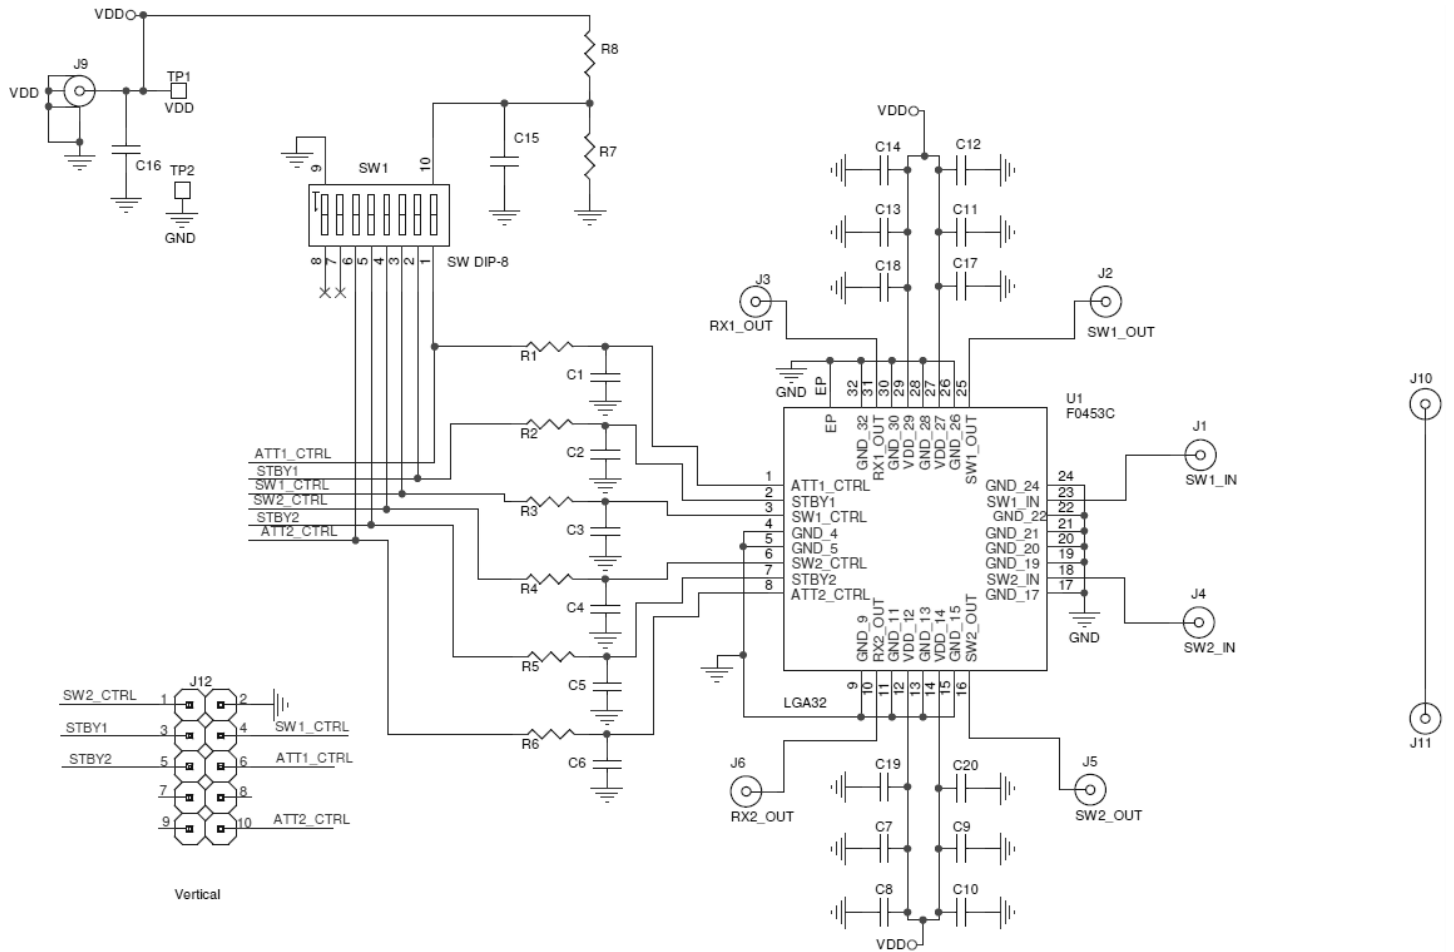 VDD
J9
VDD
TP1
VDD
C16
TP2
GND
R8
C15
R7
9
SW1
10
8 7 6 5 4 3 2 1
SW DIP-8
R1
C1
R2
C2
R3
C3
R4
C4
R5
C5
R6
C6
ATT1_CTRL
STBY1
SW1_CTRL
SW2_CTRL
STBY2
ATT2_CTRL
VDD
C14 C12
C13 C11
C18 C17
J3
RX1_OUT
J2
SW1_OUT
GND
EP 32 31 30 29 28 27 26 25
U1
F0453C
EP GND_32 RX1_OUT GND_30 VDD_29 GND_28 VDD_27 GND_26 SW1_OUT
1 ATT1_CTRL
2 STBY1
3 SW1_CTRL
4 GND_4
5 GND_5
6 SW2_CTRL
7 STBY2
8 ATT2_CTRL
GND_24 24
SW1_IN 23
GND_22 22
GND_21 21
GND_20 20
GND_19 19
SW2_IN 18
GND_17 17
GND
GND_9 RX2_OUT GND_11 VDD_12 GND_13 VDD_14 GND_15 SW2_OUT
9 10 11 12 13 14 15 16
LGA32
J1
SW1_IN
J4
SW2_IN
J10
J11
J6
RX2_OUT
J5
SW2_OUT
C19 C20
C7 C9
C8 C10
VDD
J12
SW2_CTRL 1 2
STBY1 3 4 SW1_CTRL
STBY2 5 6 ATT1_CTRL
7 8
9 10 ATT2_CTRL
Vertical